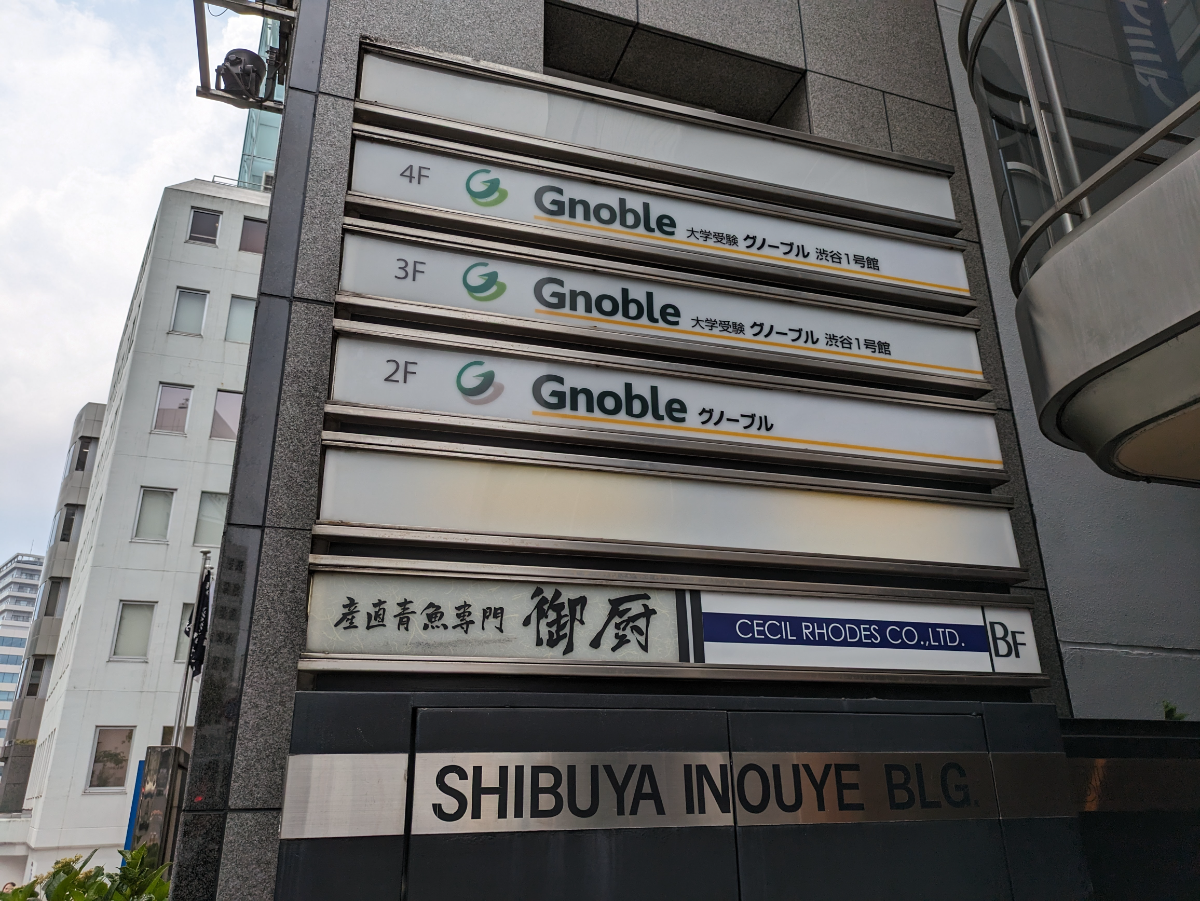 4F Gnoble 大学受験 グノーブル 渋谷1号館
3F Gnoble 大学受験 グノーブル 渋谷1号館
2F Gnoble グノーブル
産直青魚専門 御厨 CECIL RHODES CO.,LTD. BF
SHIBUYA INOUYE BLG.